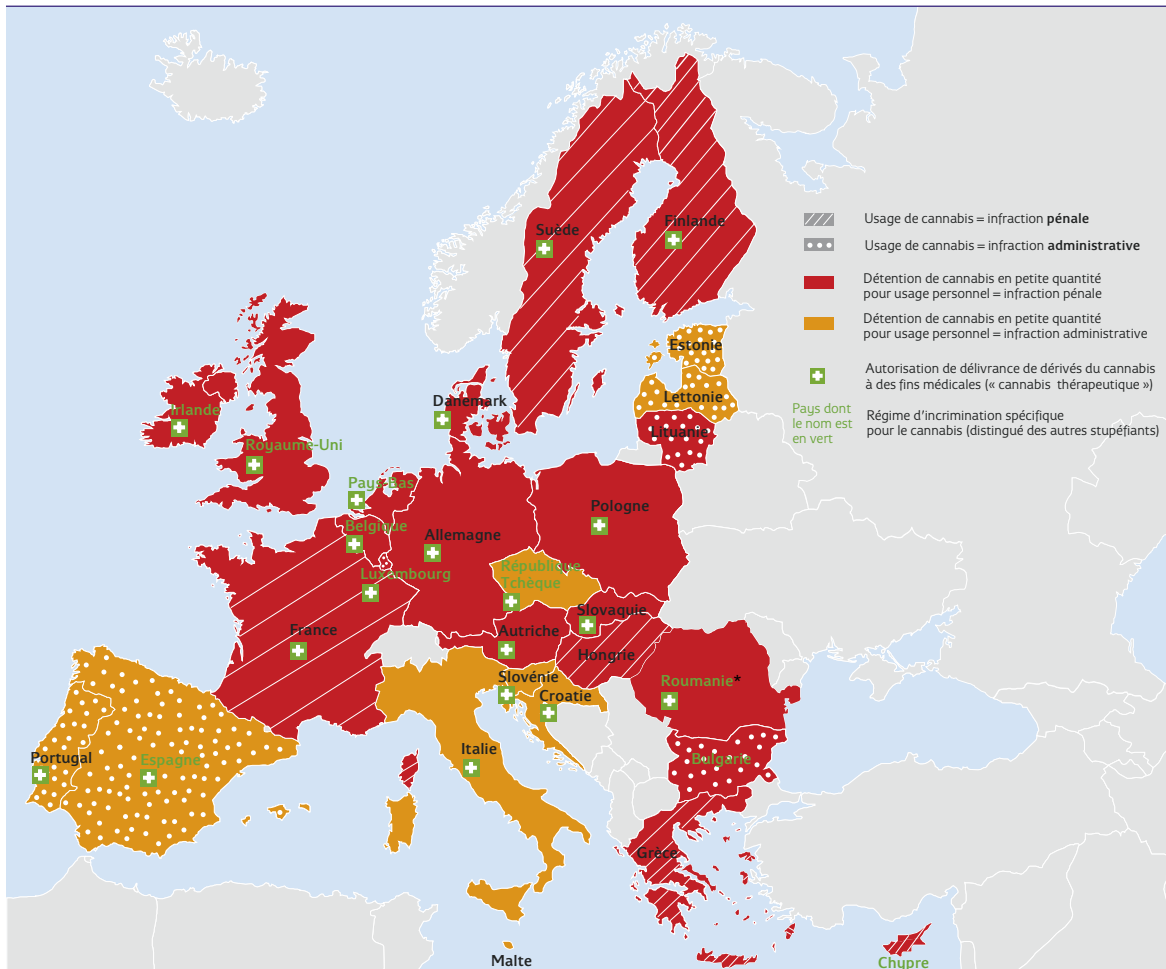 Suède
Finlande
Usage de cannabis = infraction pénale
Usage de cannabis = infraction administrative
Détention de cannabis en petite quantité
pour usage personnel = infraction pénale
Détention de cannabis en petite quantité
pour usage personnel = infraction administrative
Autorisation de délivrance de dérivés du cannabis
à des fins médicales (« cannabis thérapeutique »)
Pays dont
le nom est
en vert
Régime d'incrimination spécifique
pour le cannabis (distingué des autres stupéfiants)
Estonie
Lettonie
Lituanie
Danemark
Irlande
Royaume-Uni
Pays-Bas
Belgique
Allemagne
Pologne
Luxembourg
République
Tchèque
Slovaquie
France
Autriche
Hongrie
Slovénie
Croatie
Roumanie*
Portugal
Espagne
Italie
Bulgarie
Grèce
Malte
Chypre